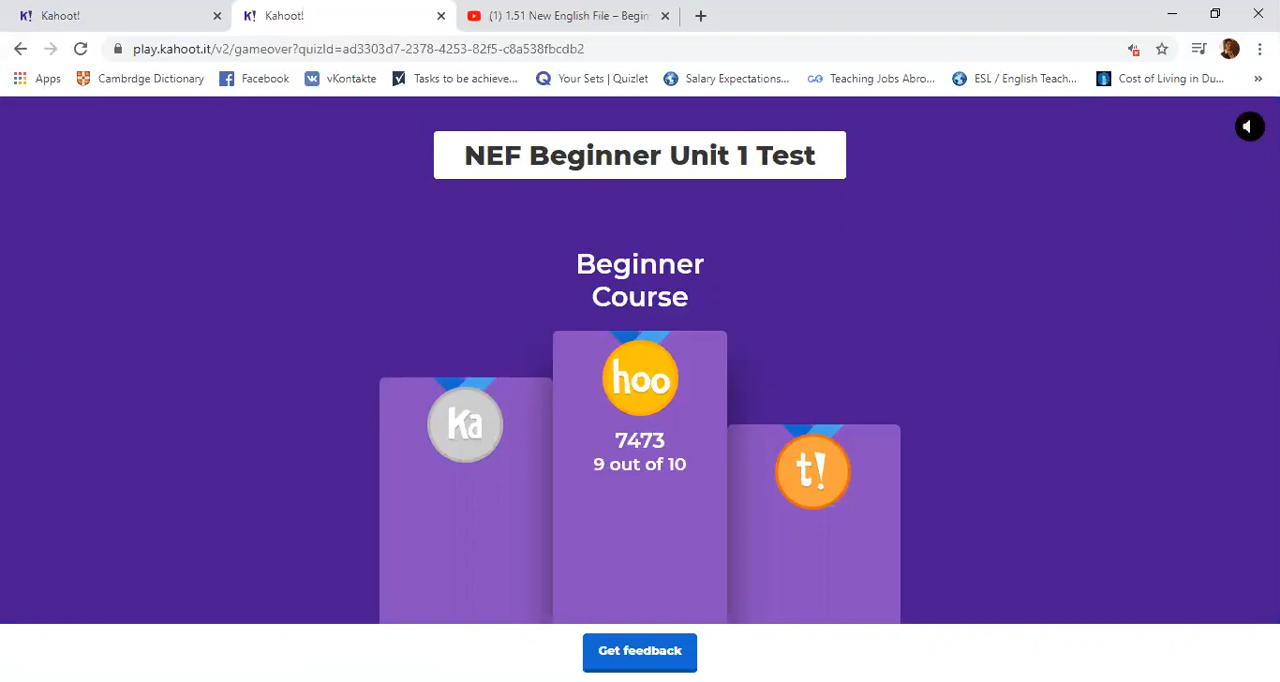 Kahoot!
Kahoot!
(1) 1.51 New English File – Begin
play.kahoot.it/v2/gameover?quizId=ad3303d7-2378-4253-82f5-c8a538fbcdb2
Apps Cambrdge Dictionary Facebook vKontakte Tasks to be achieve... Your Sets | Quizlet Salary Expectations... Teaching Jobs Abro... ESL / English Teach... Cost of Living in Du... »
NEF Beginner Unit 1 Test
Beginner
Course
hoo
Ka
7473
9 out of 10
t!
Get feedback